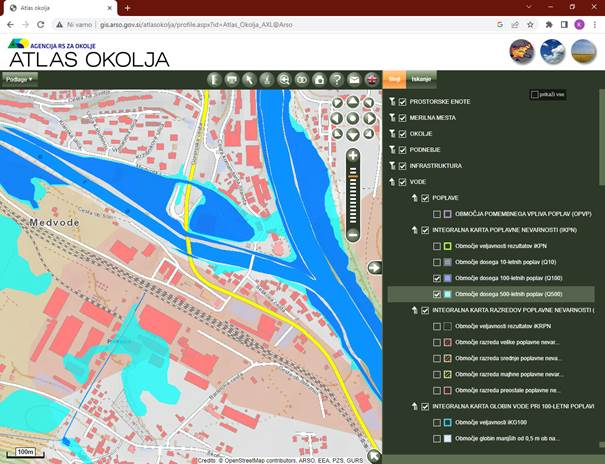 Atlas okolja
Ni varno
gis.arso.gov.si/atlasokolja/profile.aspx?id=Atlas_Okolja_AXL@Arso
AGENCIJA RS ZA OKOLJE
ATLAS OKOLJA
Podlage
Sloji
Iskanje
prikaži vse
PROSTORSKE ENOTE
MERILNA MESTA
OKOLJE
PODNEBJE
INFRASTRUKTURA
VODE
POPLAVE
OBMOČJA POMEMBNEGA VPLIVA POPLAV (OPVP)
INTEGRALNA KARTA POPLAVNE NEVARNOSTI (IKPN)
Območje veljavnosti rezultatov IKPN
Območje dosega 10-letnih poplav (Q10)
Območje dosega 100-letnih poplav (Q100)
Območje dosega 500-letnih poplav (Q500)
INTEGRALNA KARTA RAZREDOV POPLAVNE NEVARNOSTI (
Območje veljavnosti rezultatov IKRPN
Območje razreda velike poplavne neva...
Območje razreda srednje poplavne neva...
Območje razreda majhne poplavne nevar...
Območje razreda preostale poplavne ne...
INTEGRALNA KARTA GLOBIN VODE PRI 100-LETNI POPLAVI
Območje veljavnosti IKG100
Območje globin manjših od 0,5 m ob na...
Medvode
100m
Credits: © OpenStreetMap contributors, ARSO, EEA, PZS, GURS